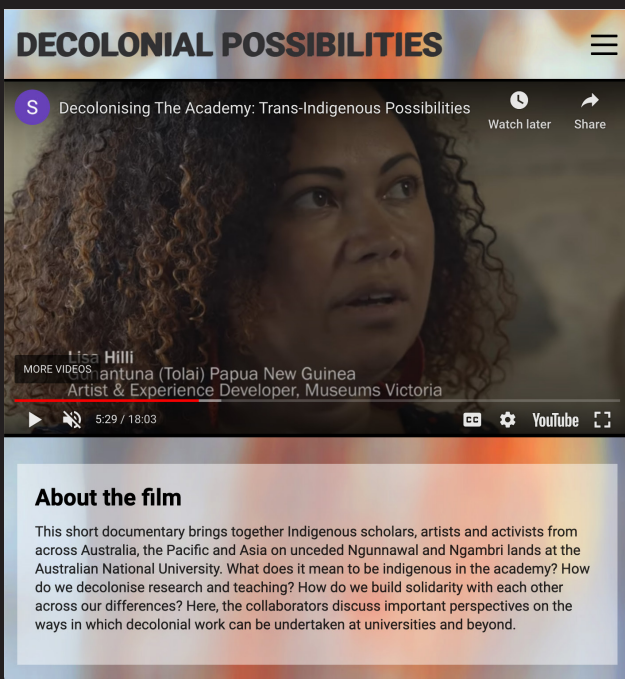 DECOLONIAL POSSIBILITIES
S
Decolonising The Academy: Trans-Indigenous Possibilities
Watch later
Share
Lisa Hilli
MORE VIDEOS
(Tolai) Papua New Guinea
Artist & Experience Developer, Museums Victoria
5:29 / 18:03
CC
YouTube
About the film
This short documentary brings together Indigenous scholars, artists and activists from
across Australia, the Pacific and Asia on unceded Ngunnawal and Ngambri lands at the
Australian National University. What does it mean to be indigenous in the academy? How
do we decolonise research and teaching? How do we build solidarity with each other
across our differences? Here, the collaborators discuss important perspectives on the
ways in which decolonial work can be undertaken at universities and beyond.